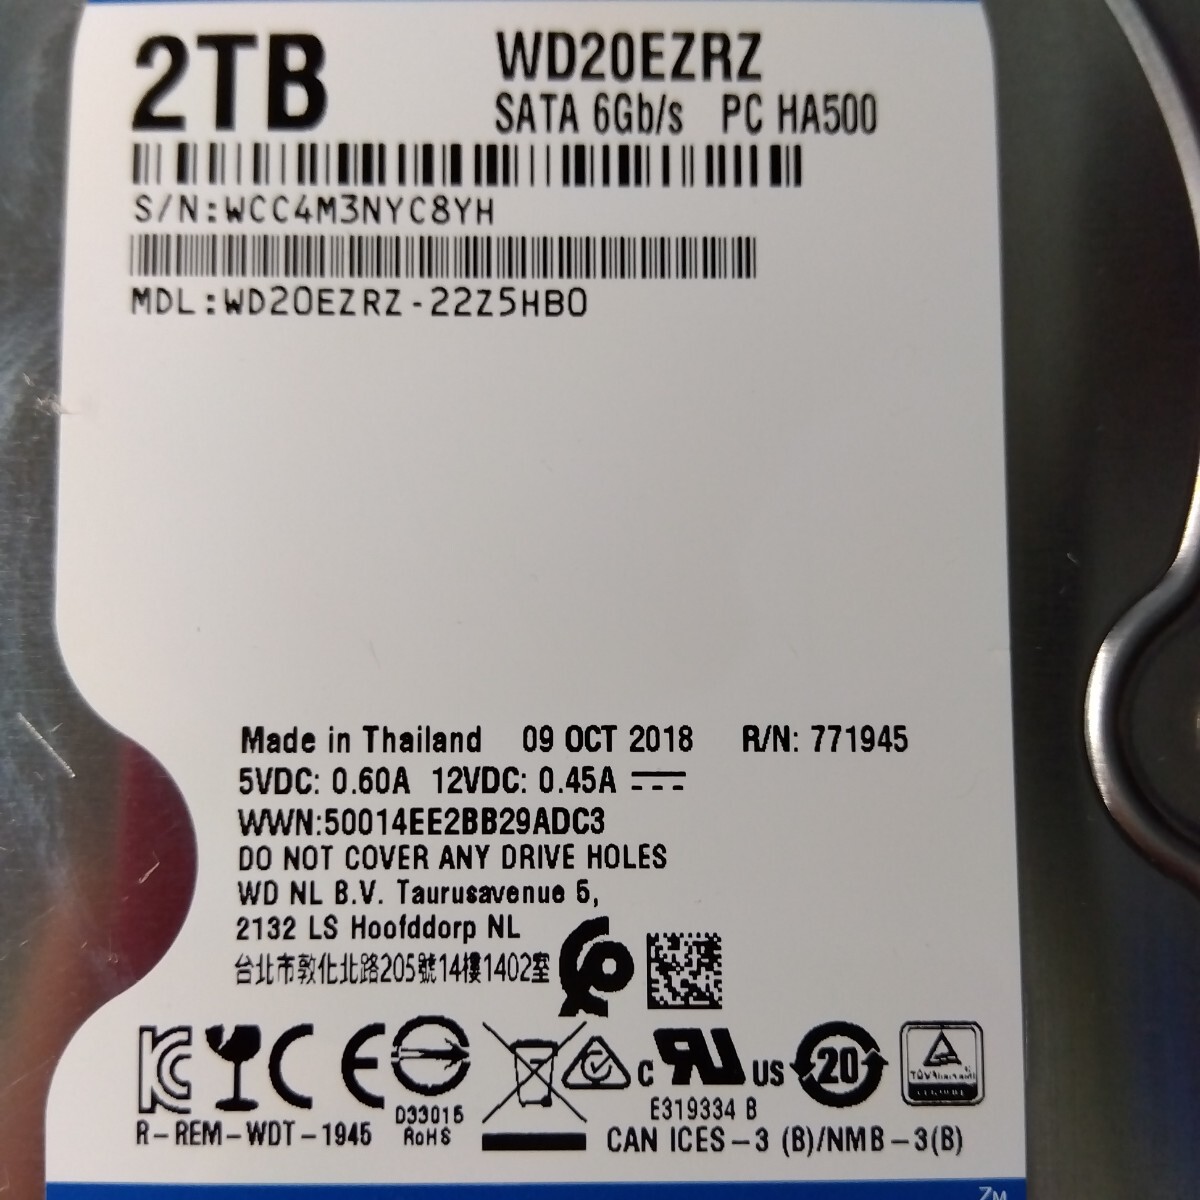 2TB
WD20EZRZ
SATA 6Gb/s PC HA500
S/N:WCC4M3NYC8YH
MDL:WD20EZRZ-22Z5HB0
Made in Thailand 09 OCT 2018 R/N: 771945
5VDC: 0.60A 12VDC: 0.45A
WWN:50014EE2BB29ADC3
DO NOT COVER ANY DRIVE HOLES
WD NL B.V. Taurusavenue 5,
2132 LS Hoofddorp NL
台北市敦化北路205號14樓1402室
CE
D33015
RoHS
c US
20
E319334 B
R-REM-WDT-1945
CAN ICES-3 (B)/NMB-3(B)